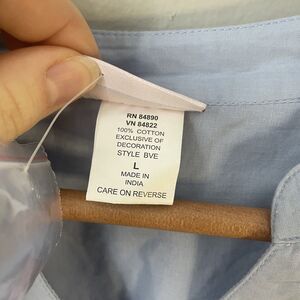 RN 84890
VN 84822
100% COTTON
EXCLUSIVE OF
DECORATION
STYLE BVE
L
MADE IN
INDIA
CARE ON REVERSE